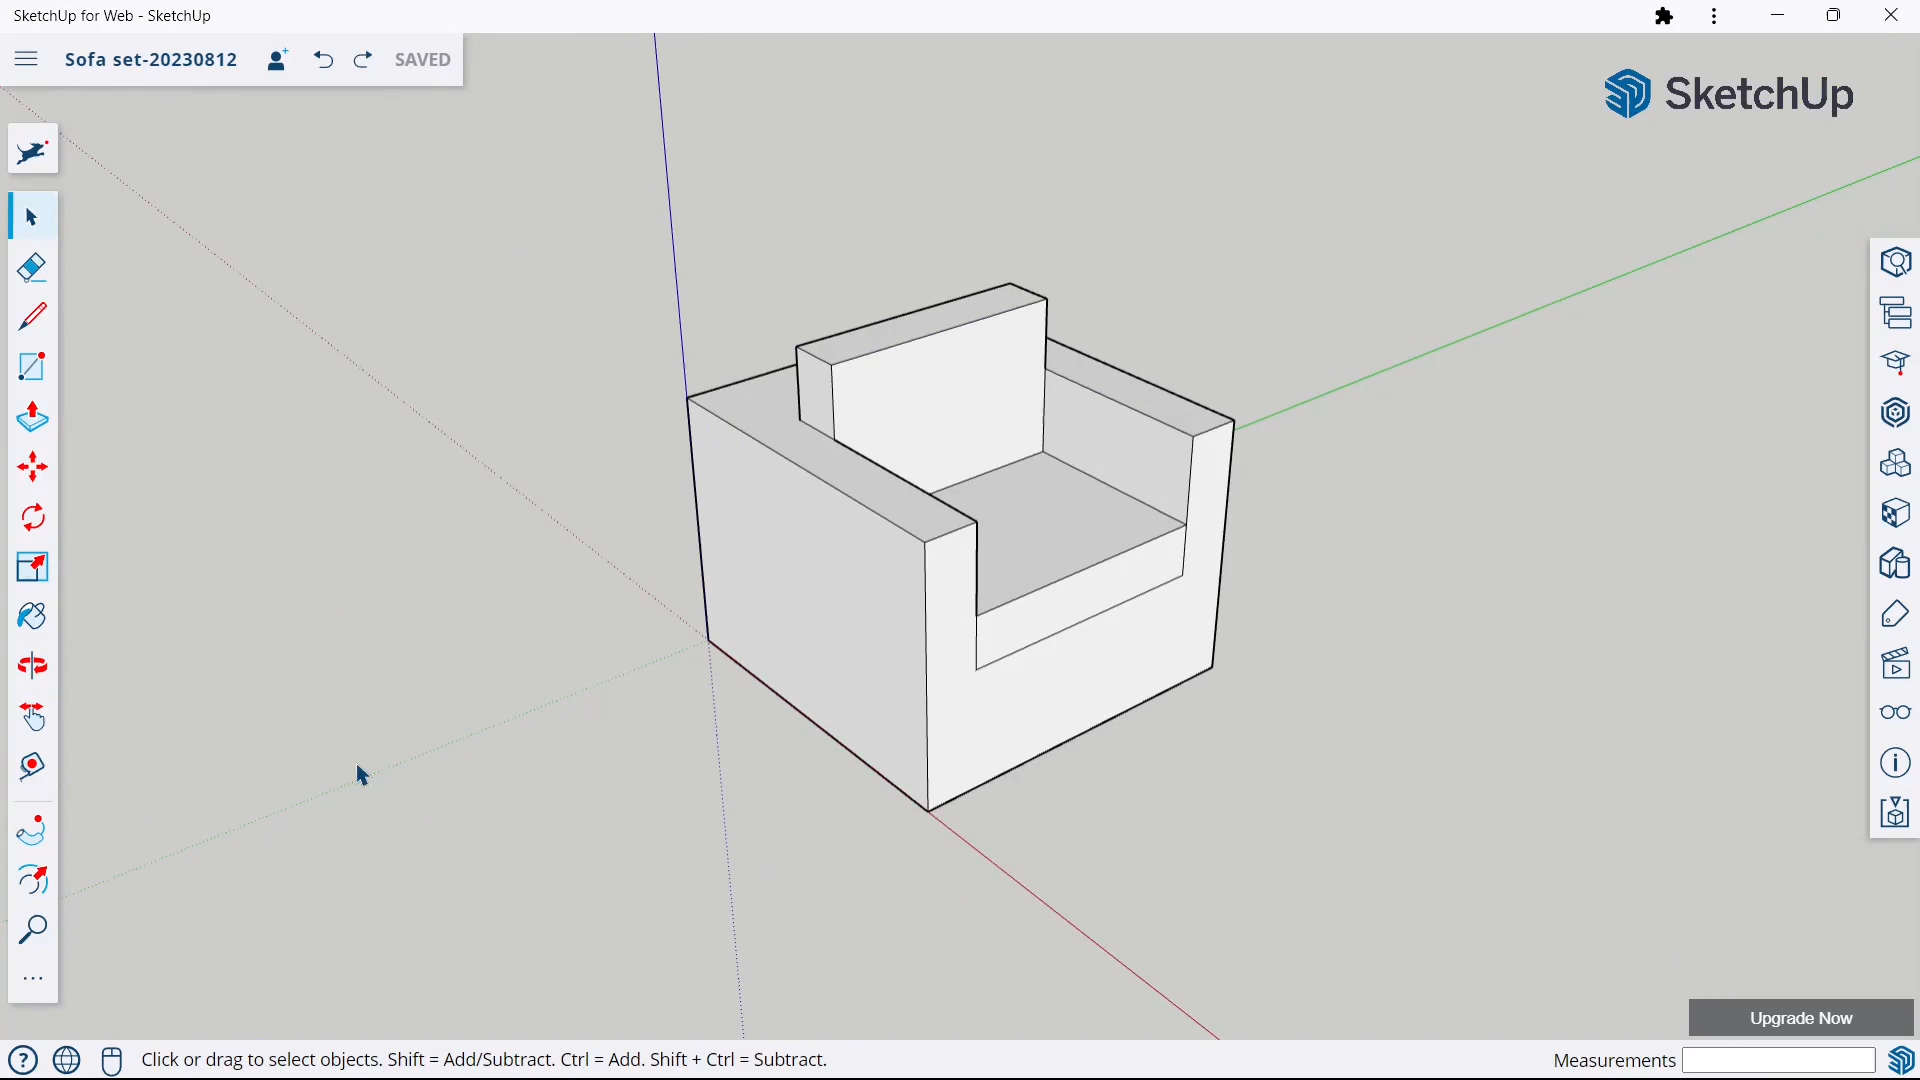 SketchUp for Web - SketchUp
Sofa set-20230812
SAVED
SketchUp
Upgrade Now
Click or drag to select objects. Shift = Add/Subtract. Ctrl = Add. Shift + Ctrl = Subtract.
Measurements